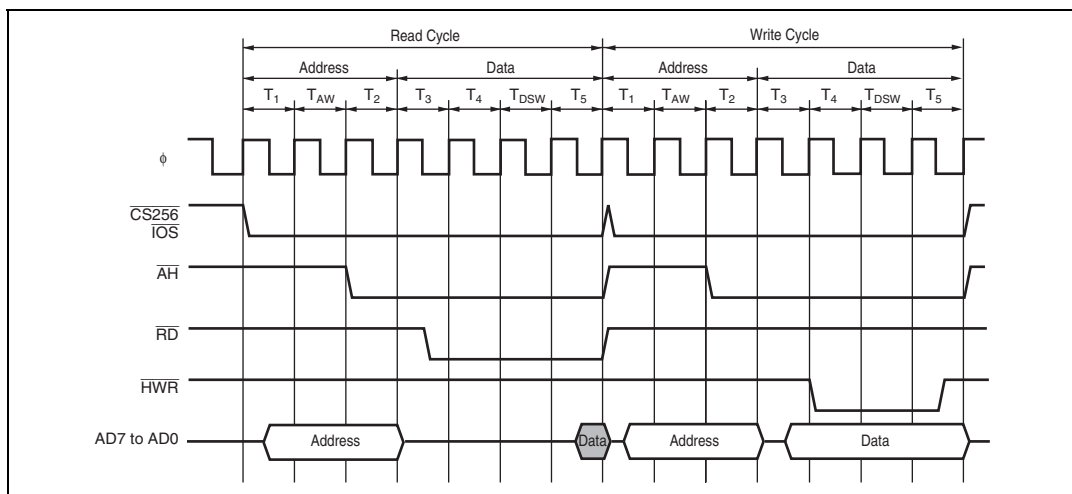 Read Cycle Write Cycle
Address Data Address Data
T1 TAW T2 T3 T4 TDSW T5 T1 TAW T2 T3 T4 TDSW T5
ϕ
CS256
IOS
AH
RD
HWR
AD7 to AD0 Address Data Address Data